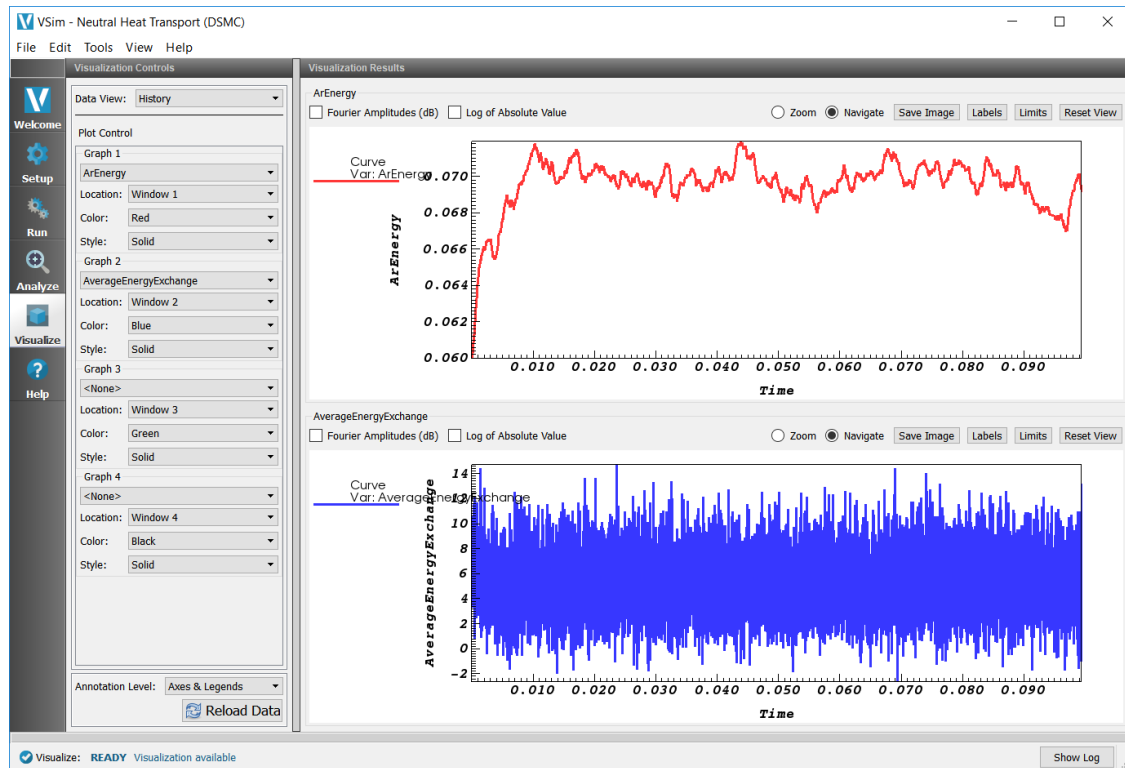 VSim - Neutral Heat Transport (DSMC)
File Edit Tools View Help
Visualization Controls
Welcome
Setup
Run
Analyze
Visualize
Help
Data View: History
Plot Control
Graph 1
ArEnergy
Location: Window 1
Color: Red
Style: Solid
Graph 2
AverageEnergyExchange
Location: Window 2
Color: Blue
Style: Solid
Graph 3
<None>
Location: Window 3
Color: Green
Style: Solid
Graph 4
<None>
Location: Window 4
Color: Black
Style: Solid
Annotation Level: Axes & Legends
Reload Data
Visualization Results
ArEnergy
Fourier Amplitudes (dB) Log of Absolute Value Zoom Navigate Save Image Labels Limits Reset View
Curve
Var: ArEnergy
ArEnergy
0.070
0.068
0.066
0.064
0.062
0.060
0.010 0.020 0.030 0.040 0.050 0.060 0.070 0.080 0.090
Time
AverageEnergyExchange
Fourier Amplitudes (dB) Log of Absolute Value Zoom Navigate Save Image Labels Limits Reset View
Curve
Var: AverageEnergyExchange
AverageEnergyExchange
14
12
10
8
6
4
2
0
-2
0.010 0.020 0.030 0.040 0.050 0.060 0.070 0.080 0.090
Time
Visualize: READY Visualization available
Show Log